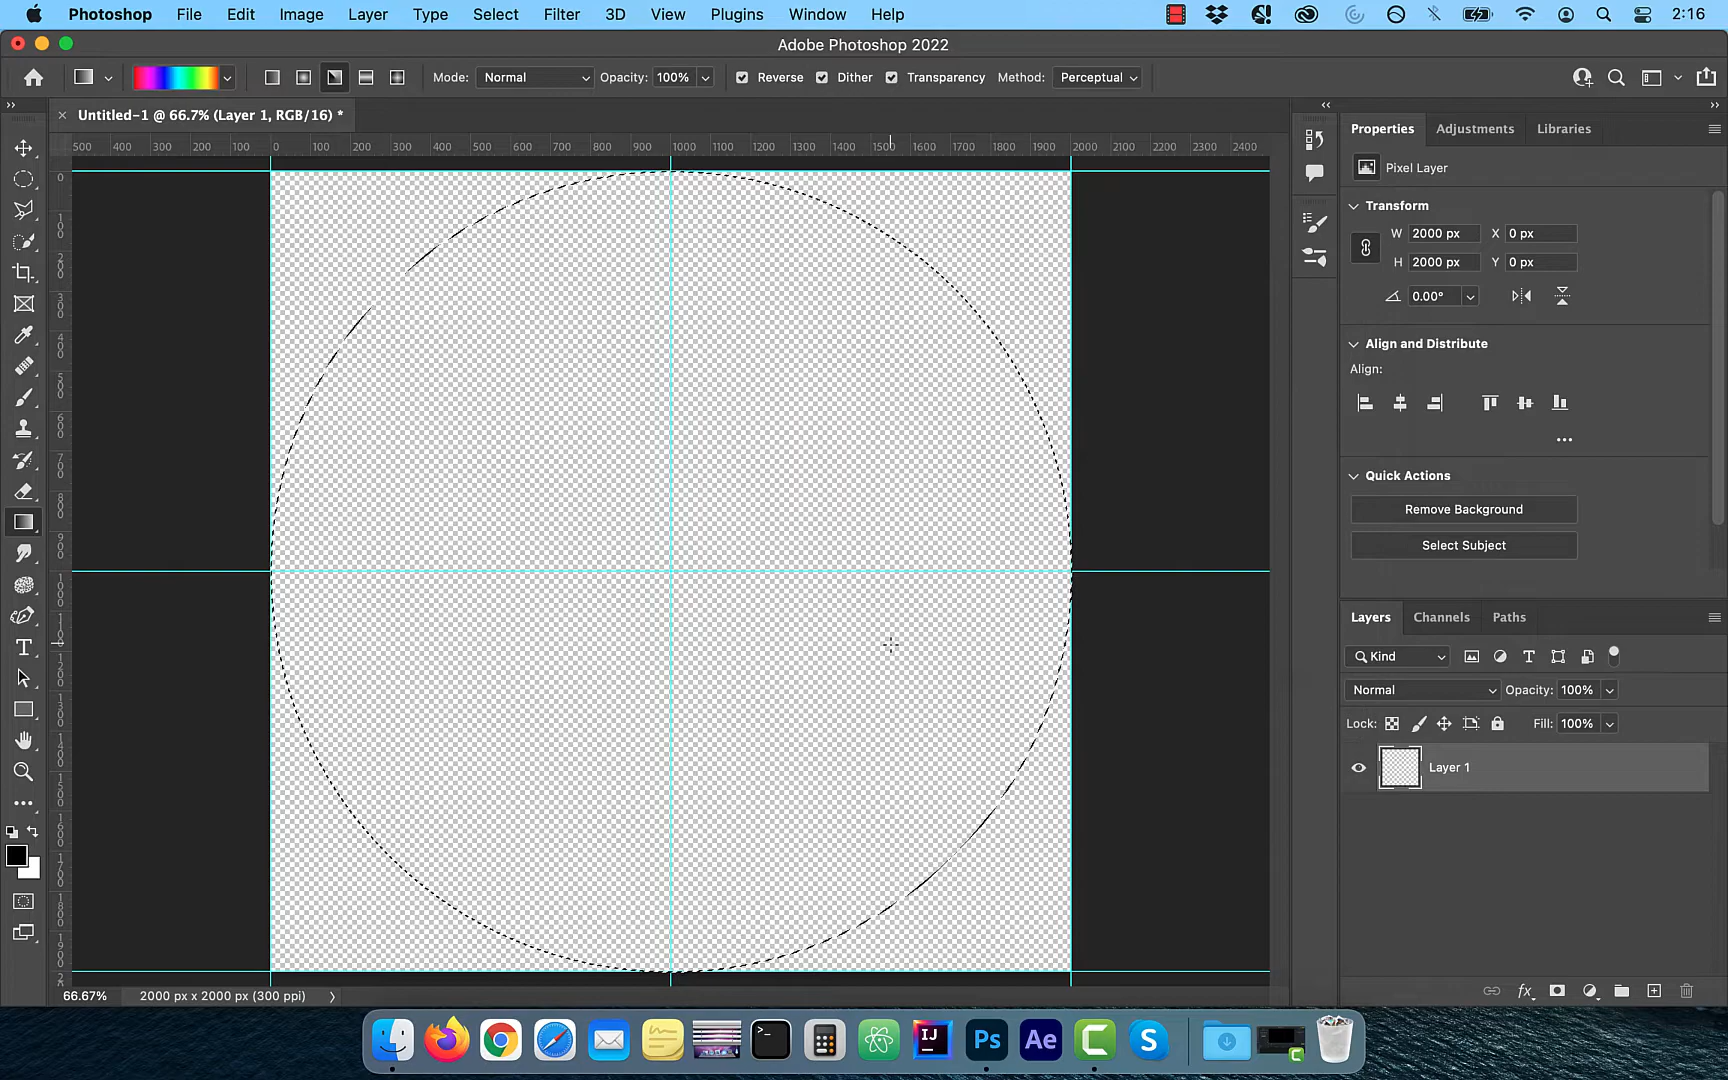 Photoshop File Edit Image Layer Type Select Filter 3D View Plugins Window Help 2:16
Adobe Photoshop 2022
Mode: Normal Opacity: 100% Reverse Dither Transparency Method: Perceptual
Untitled-1 @ 66.7% (Layer 1, RGB/16) *
500 400 300 200 100 0 100 200 300 400 500 600 700 800 900 1000 1100 1200 1300 1400 1500 1600 1700 1800 1900 2000 2100 2200 2300 2400
Properties Adjustments Libraries
Pixel Layer
Transform
W 2000 px X 0 px
H 2000 px Y 0 px
0.00°
Align and Distribute
Align:
Quick Actions
Remove Background
Select Subject
Layers Channels Paths
Kind
Normal Opacity: 100%
Lock: Fill: 100%
Layer 1
fx
66.67% 2000 px x 2000 px (300 ppi)
IJ Ps Ae C S